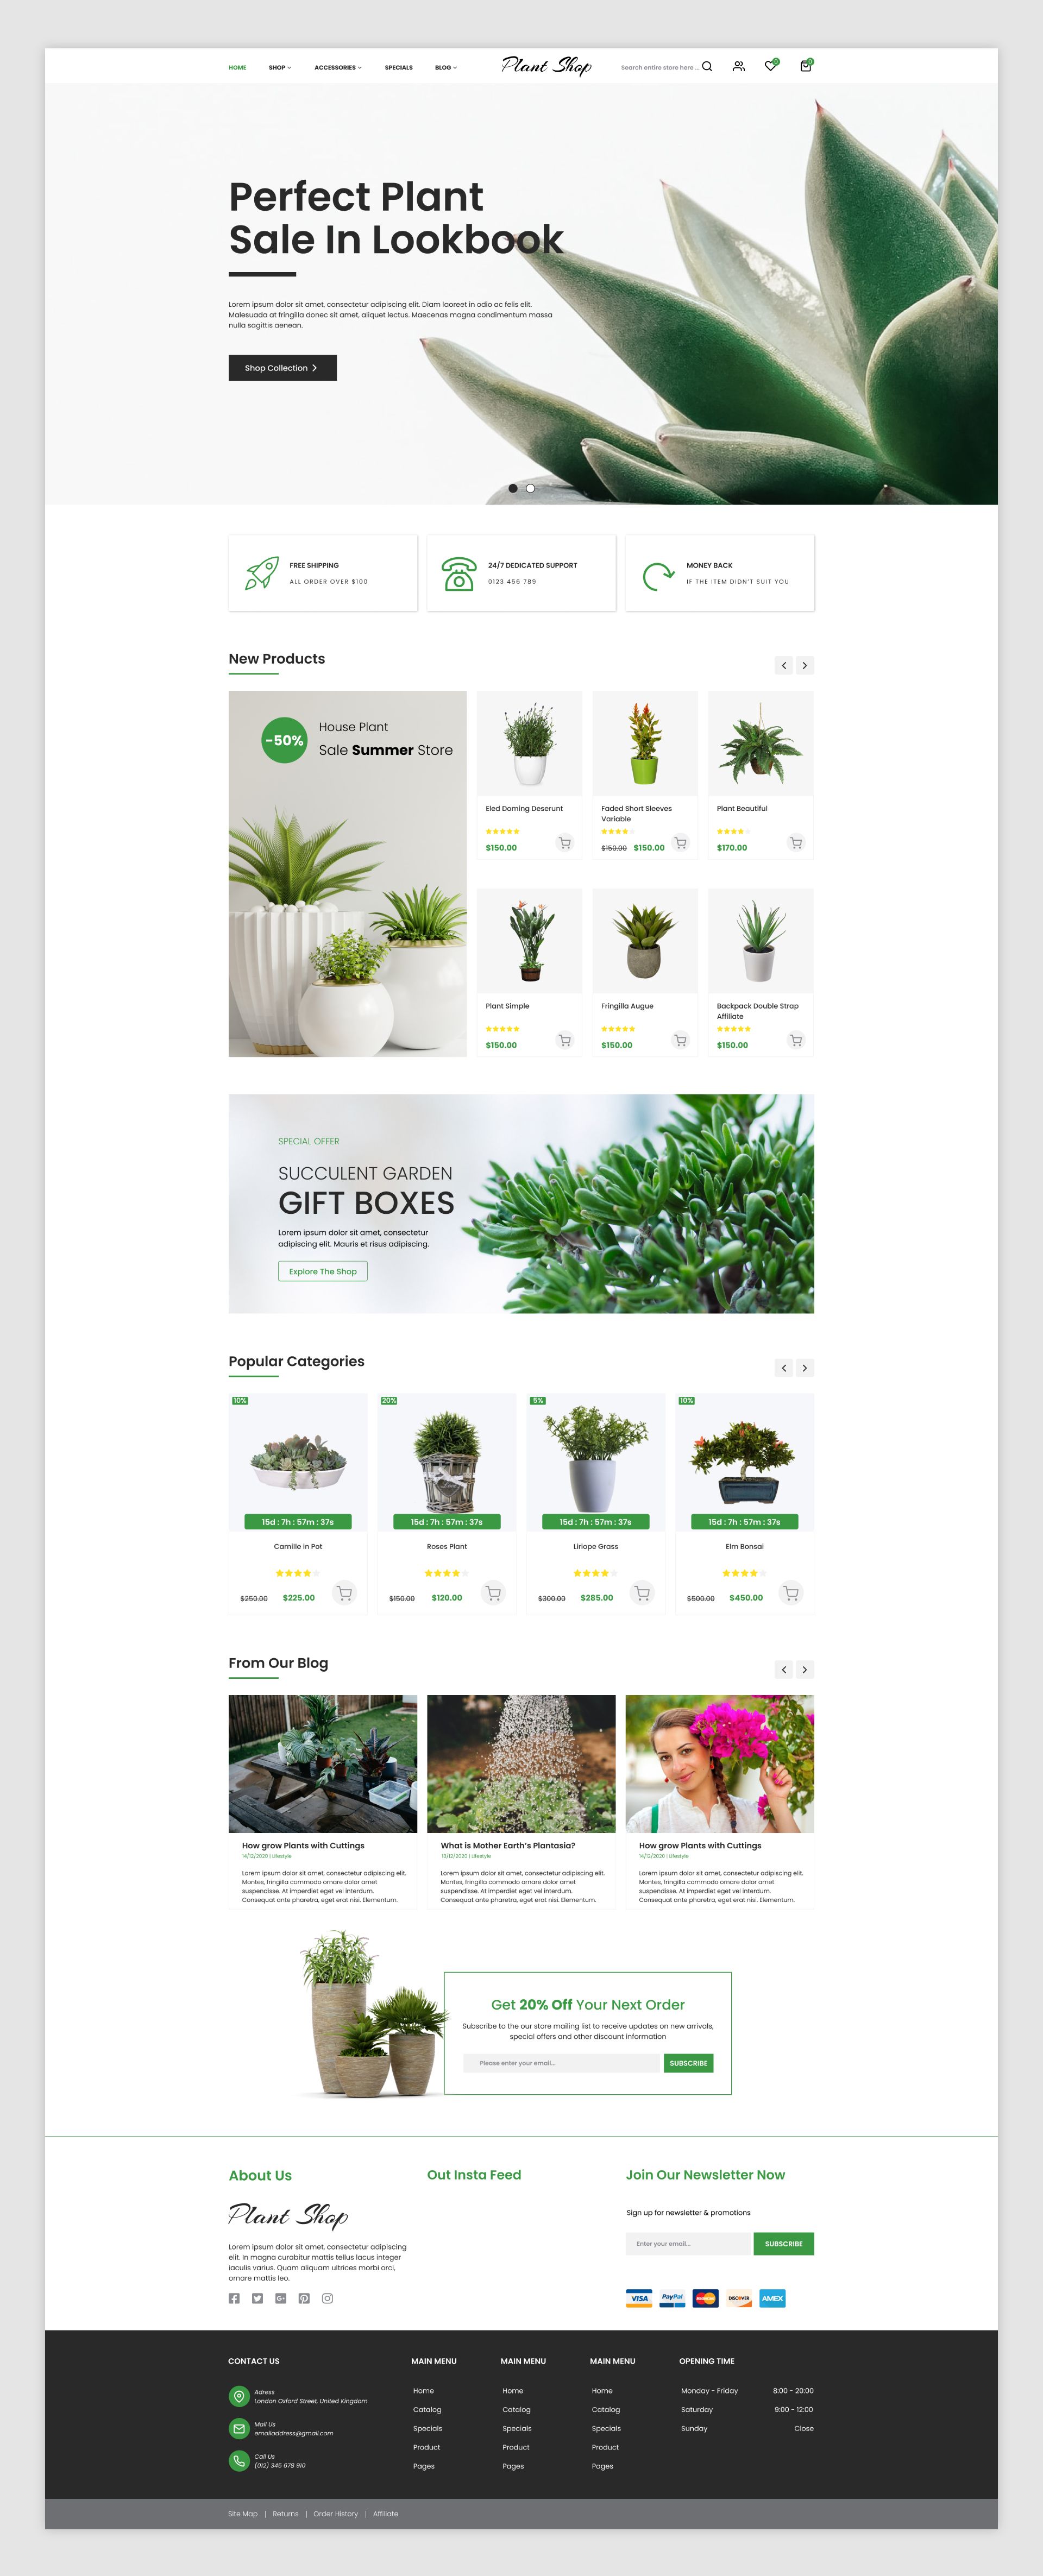 HOME SHOP ACCESSORIES SPECIALS BLOG Plant Shop Search entire store here ... 0 0
Perfect Plant
Sale In Lookbook
Lorem ipsum dolor sit amet, consectetur adipiscing elit. Diam laoreet in odio ac felis elit.
Malesuada at fringilla donec sit amet, aliquet lectus. Maecenas magna condimentum massa
nulla sagittis aenean.
Shop Collection
FREE SHIPPING
ALL ORDER OVER $100
24/7 DEDICATED SUPPORT
0123 456 789
MONEY BACK
IF THE ITEM DIDN'T SUIT YOU
New Products
-50%
House Plant
Sale Summer Store
Eled Doming Deserunt
$150.00
Faded Short Sleeves
Variable
$150.00 $150.00
Plant Beautiful
$170.00
Plant Simple
$150.00
Fringilla Augue
$150.00
Backpack Double Strap
Affiliate
$150.00
SPECIAL OFFER
SUCCULENT GARDEN
GIFT BOXES
Lorem ipsum dolor sit amet, consectetur
adipiscing elit. Mauris et risus adipiscing.
Explore The Shop
Popular Categories
10%
15d : 7h : 57m : 37s
Camille in Pot
$250.00 $225.00
20%
15d : 7h : 57m : 37s
Roses Plant
$150.00 $120.00
5%
15d : 7h : 57m : 37s
Liriope Grass
$300.00 $285.00
10%
15d : 7h : 57m : 37s
Elm Bonsai
$500.00 $450.00
From Our Blog
How grow Plants with Cuttings
14/12/2020 | Lifestyle
Lorem ipsum dolor sit amet, consectetur adipiscing elit.
Montes, fringilla commodo ornare dolor amet
suspendisse. At imperdiet eget vel interdum.
Consequat ante pharetra, eget erat nisi. Elementum.
What is Mother Earth's Plantasia?
13/12/2020 | Lifestyle
Lorem ipsum dolor sit amet, consectetur adipiscing elit.
Montes, fringilla commodo ornare dolor amet
suspendisse. At imperdiet eget vel interdum.
Consequat ante pharetra, eget erat nisi. Elementum.
How grow Plants with Cuttings
14/12/2020 | Lifestyle
Lorem ipsum dolor sit amet, consectetur adipiscing elit.
Montes, fringilla commodo ornare dolor amet
suspendisse. At imperdiet eget vel interdum.
Consequat ante pharetra, eget erat nisi. Elementum.
Get 20% Off Your Next Order
Subscribe to the our store mailing list to receive updates on new arrivals,
special offers and other discount information
Please enter your email...
SUBSCRIBE
About Us
Plant Shop
Lorem ipsum dolor sit amet, consectetur adipiscing
elit. In magna curabitur mattis tellus lacus integer
iaculis varius. Quam aliquam ultrices morbi orci,
ornare mattis leo.
Out Insta Feed
Join Our Newsletter Now
Sign up for newsletter & promotions
Enter your email...
SUBSCRIBE
VISA PayPal MasterCard DISCOVER AMEX
CONTACT US
Adress
London Oxford Street, United Kingdom
Mail Us
emailaddress@gmail.com
Call Us
(012) 345 678 910
MAIN MENU
Home
Catalog
Specials
Product
Pages
MAIN MENU
Home
Catalog
Specials
Product
Pages
MAIN MENU
Home
Catalog
Specials
Product
Pages
OPENING TIME
Monday - Friday 8:00 - 20:00
Saturday 9:00 - 12:00
Sunday Close
Site Map | Returns | Order History | Affiliate